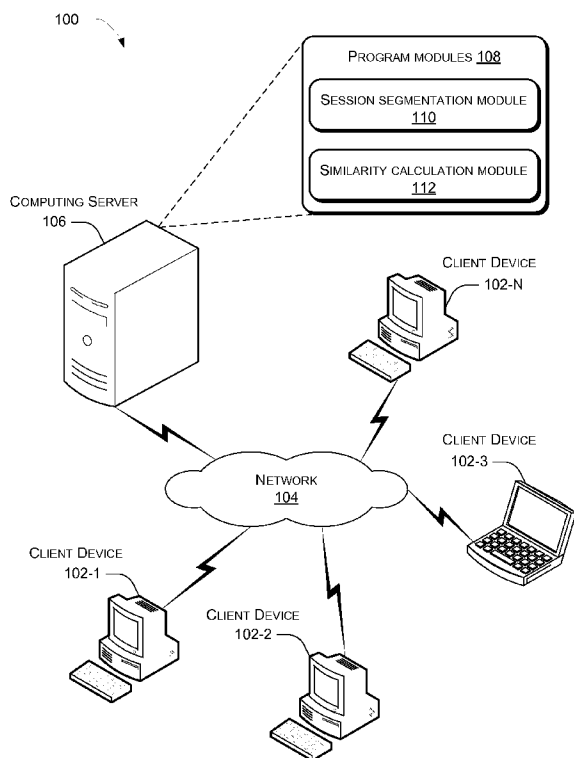 100
PROGRAM MODULES 108
SESSION SEGMENTATION MODULE
110
SIMILARITY CALCULATION MODULE
112
COMPUTING SERVER
106
CLIENT DEVICE
102-N
CLIENT DEVICE
102-3
NETWORK
104
CLIENT DEVICE
102-1
CLIENT DEVICE
102-2